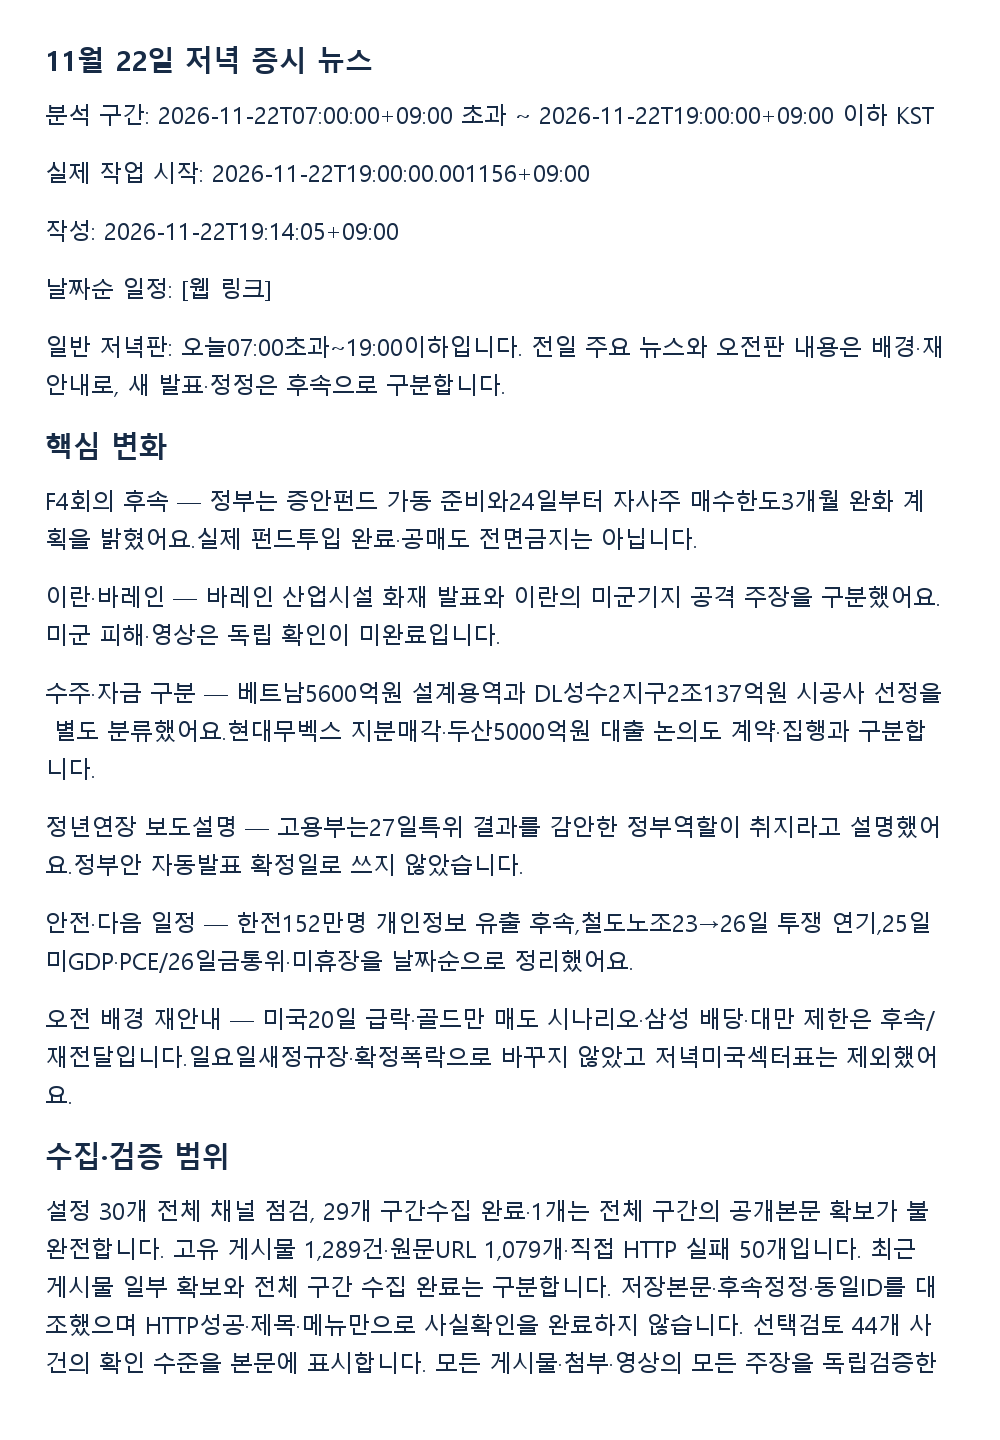 11월 22일 저녁 증시 뉴스
분석 구간: 2026-11-22T07:00:00+09:00 초과 ~ 2026-11-22T19:00:00+09:00 이하 KST
실제 작업 시작: 2026-11-22T19:00:00.001156+09:00
작성: 2026-11-22T19:14:05+09:00
날짜순 일정: [웹 링크]
일반 저녁판: 오늘07:00초과~19:00이하입니다. 전일 주요 뉴스와 오전판 내용은 배경·재
안내로, 새 발표·정정은 후속으로 구분합니다.
핵심 변화
F4회의 후속 — 정부는 증안펀드 가동 준비와24일부터 자사주 매수한도3개월 완화 계
획을 밝혔어요.실제 펀드투입 완료·공매도 전면금지는 아닙니다.
이란·바레인 — 바레인 산업시설 화재 발표와 이란의 미군기지 공격 주장을 구분했어요.
미군 피해·영상은 독립 확인이 미완료입니다.
수주·자금 구분 — 베트남5600억원 설계용역과 DL성수2지구2조137억원 시공사 선정을
별도 분류했어요.현대무벡스 지분매각·두산5000억원 대출 논의도 계약·집행과 구분합
니다.
정년연장 보도설명 — 고용부는27일특위 결과를 감안한 정부역할이 취지라고 설명했어
요.정부안 자동발표 확정일로 쓰지 않았습니다.
안전·다음 일정 — 한전152만명 개인정보 유출 후속,철도노조23→26일 투쟁 연기,25일
미GDP·PCE/26일금통위·미휴장을 날짜순으로 정리했어요.
오전 배경 재안내 — 미국20일 급락·골드만 매도 시나리오·삼성 배당·대만 제한은 후속/
재전달입니다.일요일새정규장·확정폭락으로 바꾸지 않았고 저녁미국섹터표는 제외했어
요.
수집·검증 범위
설정 30개 전체 채널 점검, 29개 구간수집 완료·1개는 전체 구간의 공개본문 확보가 불
완전합니다. 고유 게시물 1,289건·원문URL 1,079개·직접 HTTP 실패 50개입니다. 최근
게시물 일부 확보와 전체 구간 수집 완료는 구분합니다. 저장본문·후속정정·동일ID를 대
조했으며 HTTP성공·제목·메뉴만으로 사실확인을 완료하지 않습니다. 선택검토 44개 사
건의 확인 수준을 본문에 표시합니다. 모든 게시물·첨부·영상의 모든 주장을 독립검증한